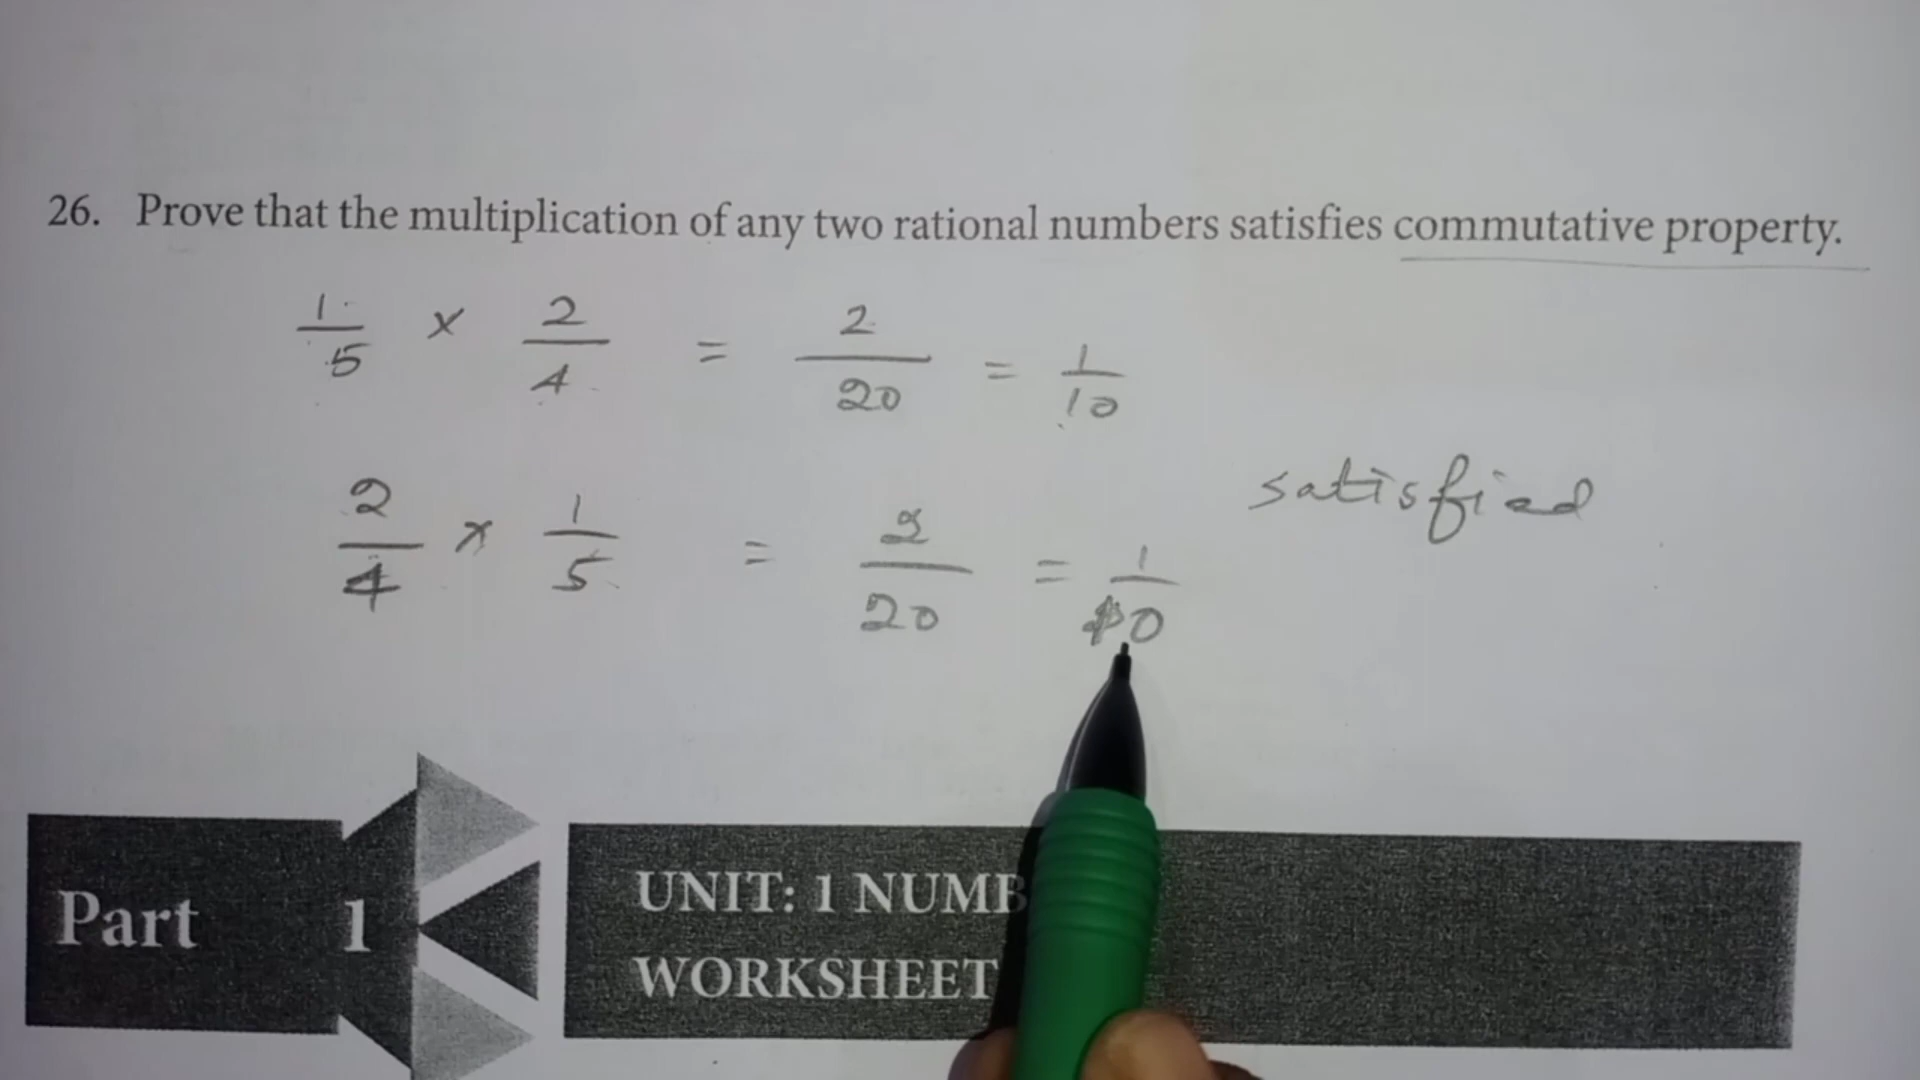 26. Prove that the multiplication of any two rational numbers satisfies commutative property.
1/5 × 2/4 = 2/20 = 1/10
satisfied
2/4 × 1/5 = 2/20 = 1/10
Part 1
UNIT: 1 NUMB
WORKSHEET